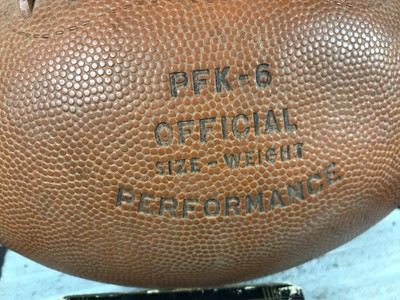 PFK-6
OFFICIAL
SIZE-WEIGHT
PERFORMANCE